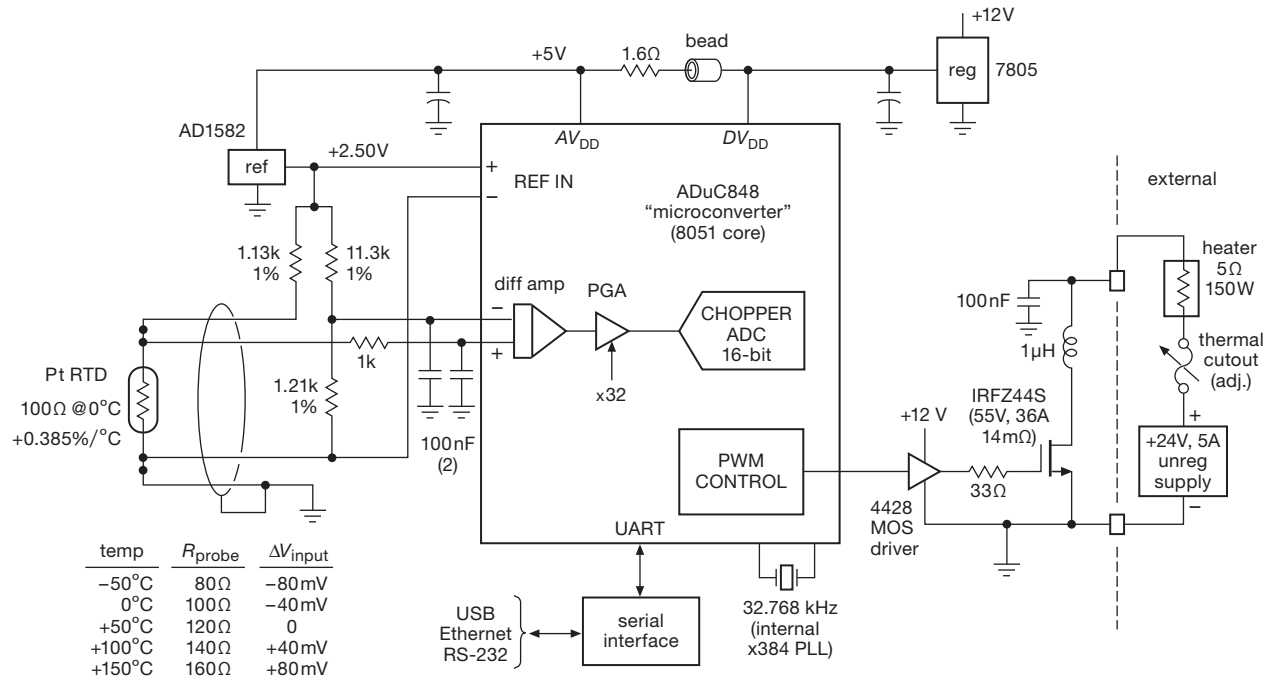 +12V
bead
+5V
1.6Ω
reg
7805
AD1582
AVDD
DVDD
ref
+2.50V
+
REF IN
−
ADuC848
“microconverter”
(8051 core)
external
1.13k
1%
11.3k
1%
diff amp
PGA
−
+
CHOPPER
ADC
16-bit
x32
heater
5Ω
150W
100nF
1µH
thermal
cutout
(adj.)
1k
Pt RTD
100Ω @0°C
+0.385%/°C
1.21k
1%
100nF
(2)
IRFZ44S
(55V, 36A
14mΩ)
+12 V
PWM
CONTROL
33Ω
4428
MOS
driver
+
+24V, 5A
unreg
supply
−
UART
temp Rprobe ΔVinput
−50°C 80Ω −80mV
0°C 100Ω −40mV
+50°C 120Ω 0
+100°C 140Ω +40mV
+150°C 160Ω +80mV
USB
Ethernet
RS-232
serial
interface
32.768 kHz
(internal
x384 PLL)